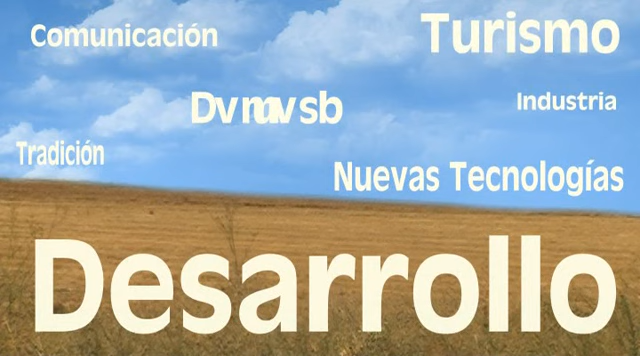 Comunicación
Turismo
Industria
Tradición
Nuevas Tecnologías
Desarrollo